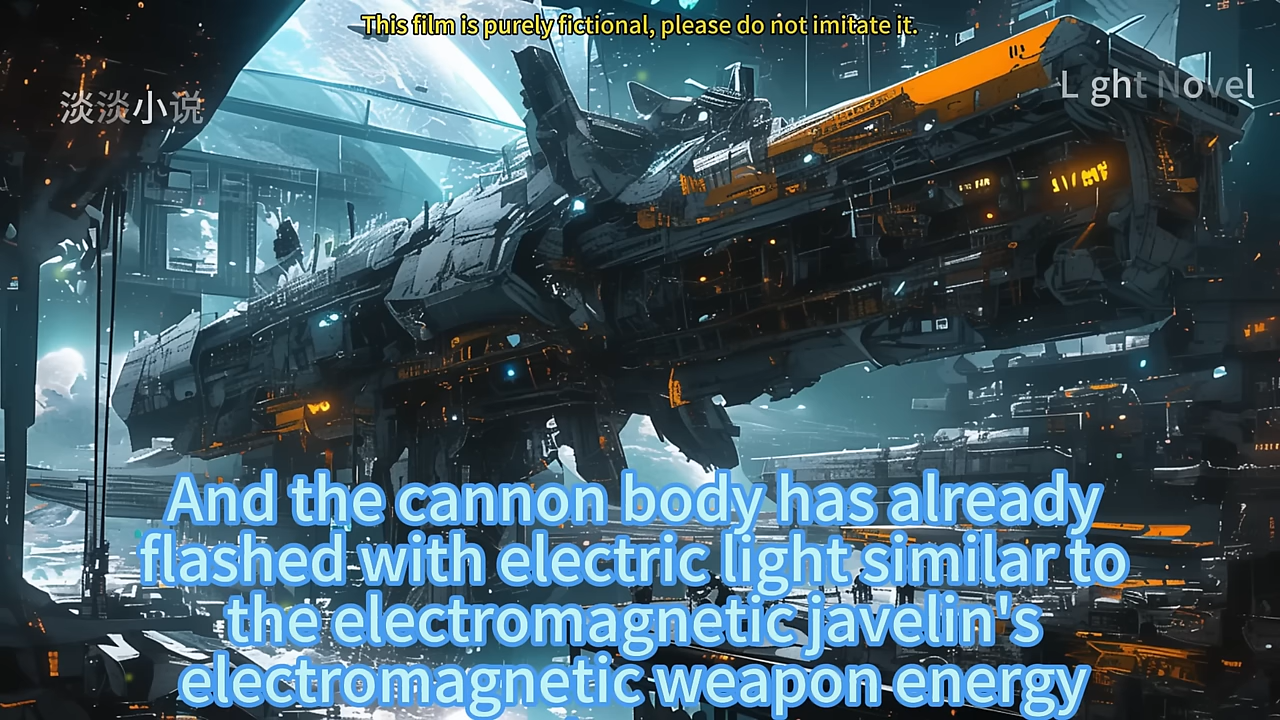 This film is purely fictional, please do not imitate it.
淡淡小说
L ght Novel
And the cannon body has already
flashed with electric light similar to
the electromagnetic javelin's
electromagnetic weapon energy